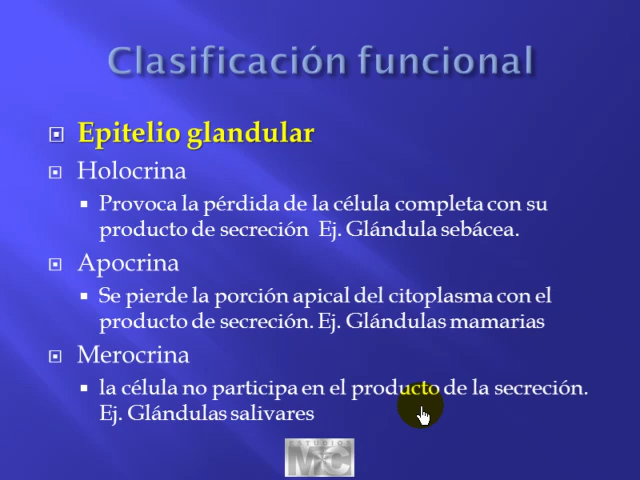 Clasificación funcional
Epitelio glandular
Holocrina
Provoca la pérdida de la célula completa con su
producto de secreción Ej. Glándula sebácea.
Apocrina
Se pierde la porción apical del citoplasma con el
producto de secreción. Ej. Glándulas mamarias
Merocrina
la célula no participa en el producto de la secreción.
Ej. Glándulas salivares
ESTUDIOS
MC